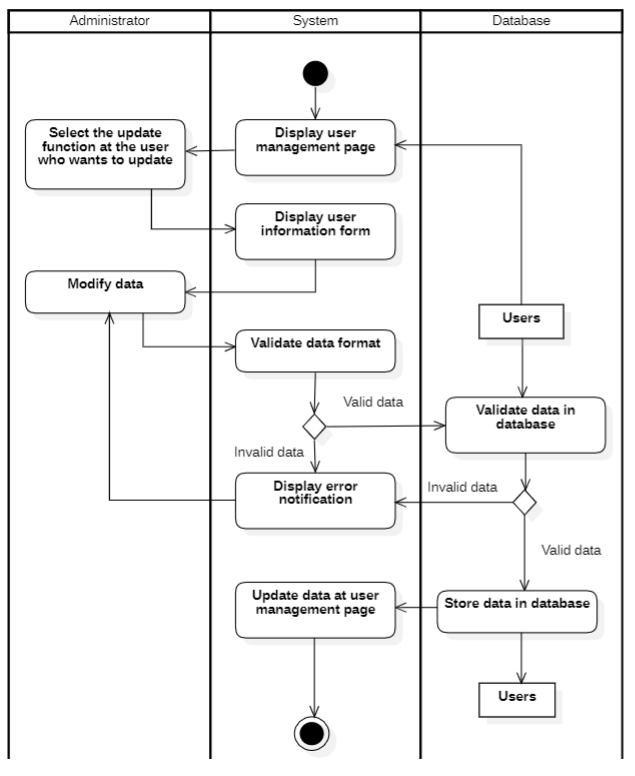 Administrator
System
Database
Display user
management page
Select the update
function at the user
who wants to update
Display user
information form
Modify data
Users
Validate data format
Valid data
Validate data in
database
Invalid data
Display error
notification
Invalid data
Valid data
Update data at user
management page
Store data in database
Users